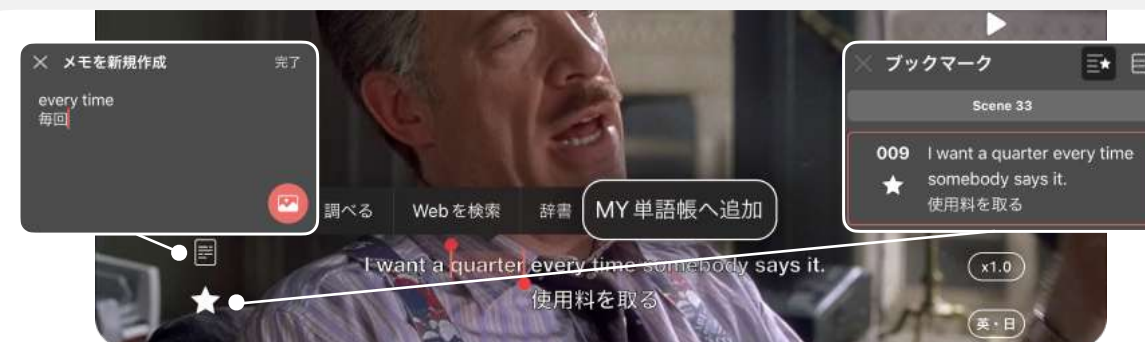 メモを新規作成
完了
every time
毎回
ブックマーク
Scene 33
009 I want a quarter every time
somebody says it.
使用料を取る
調べる
Webを検索
辞書
MY単語帳へ追加
I want a quarter every time somebody says it.
使用料を取る
x1.0
英・日